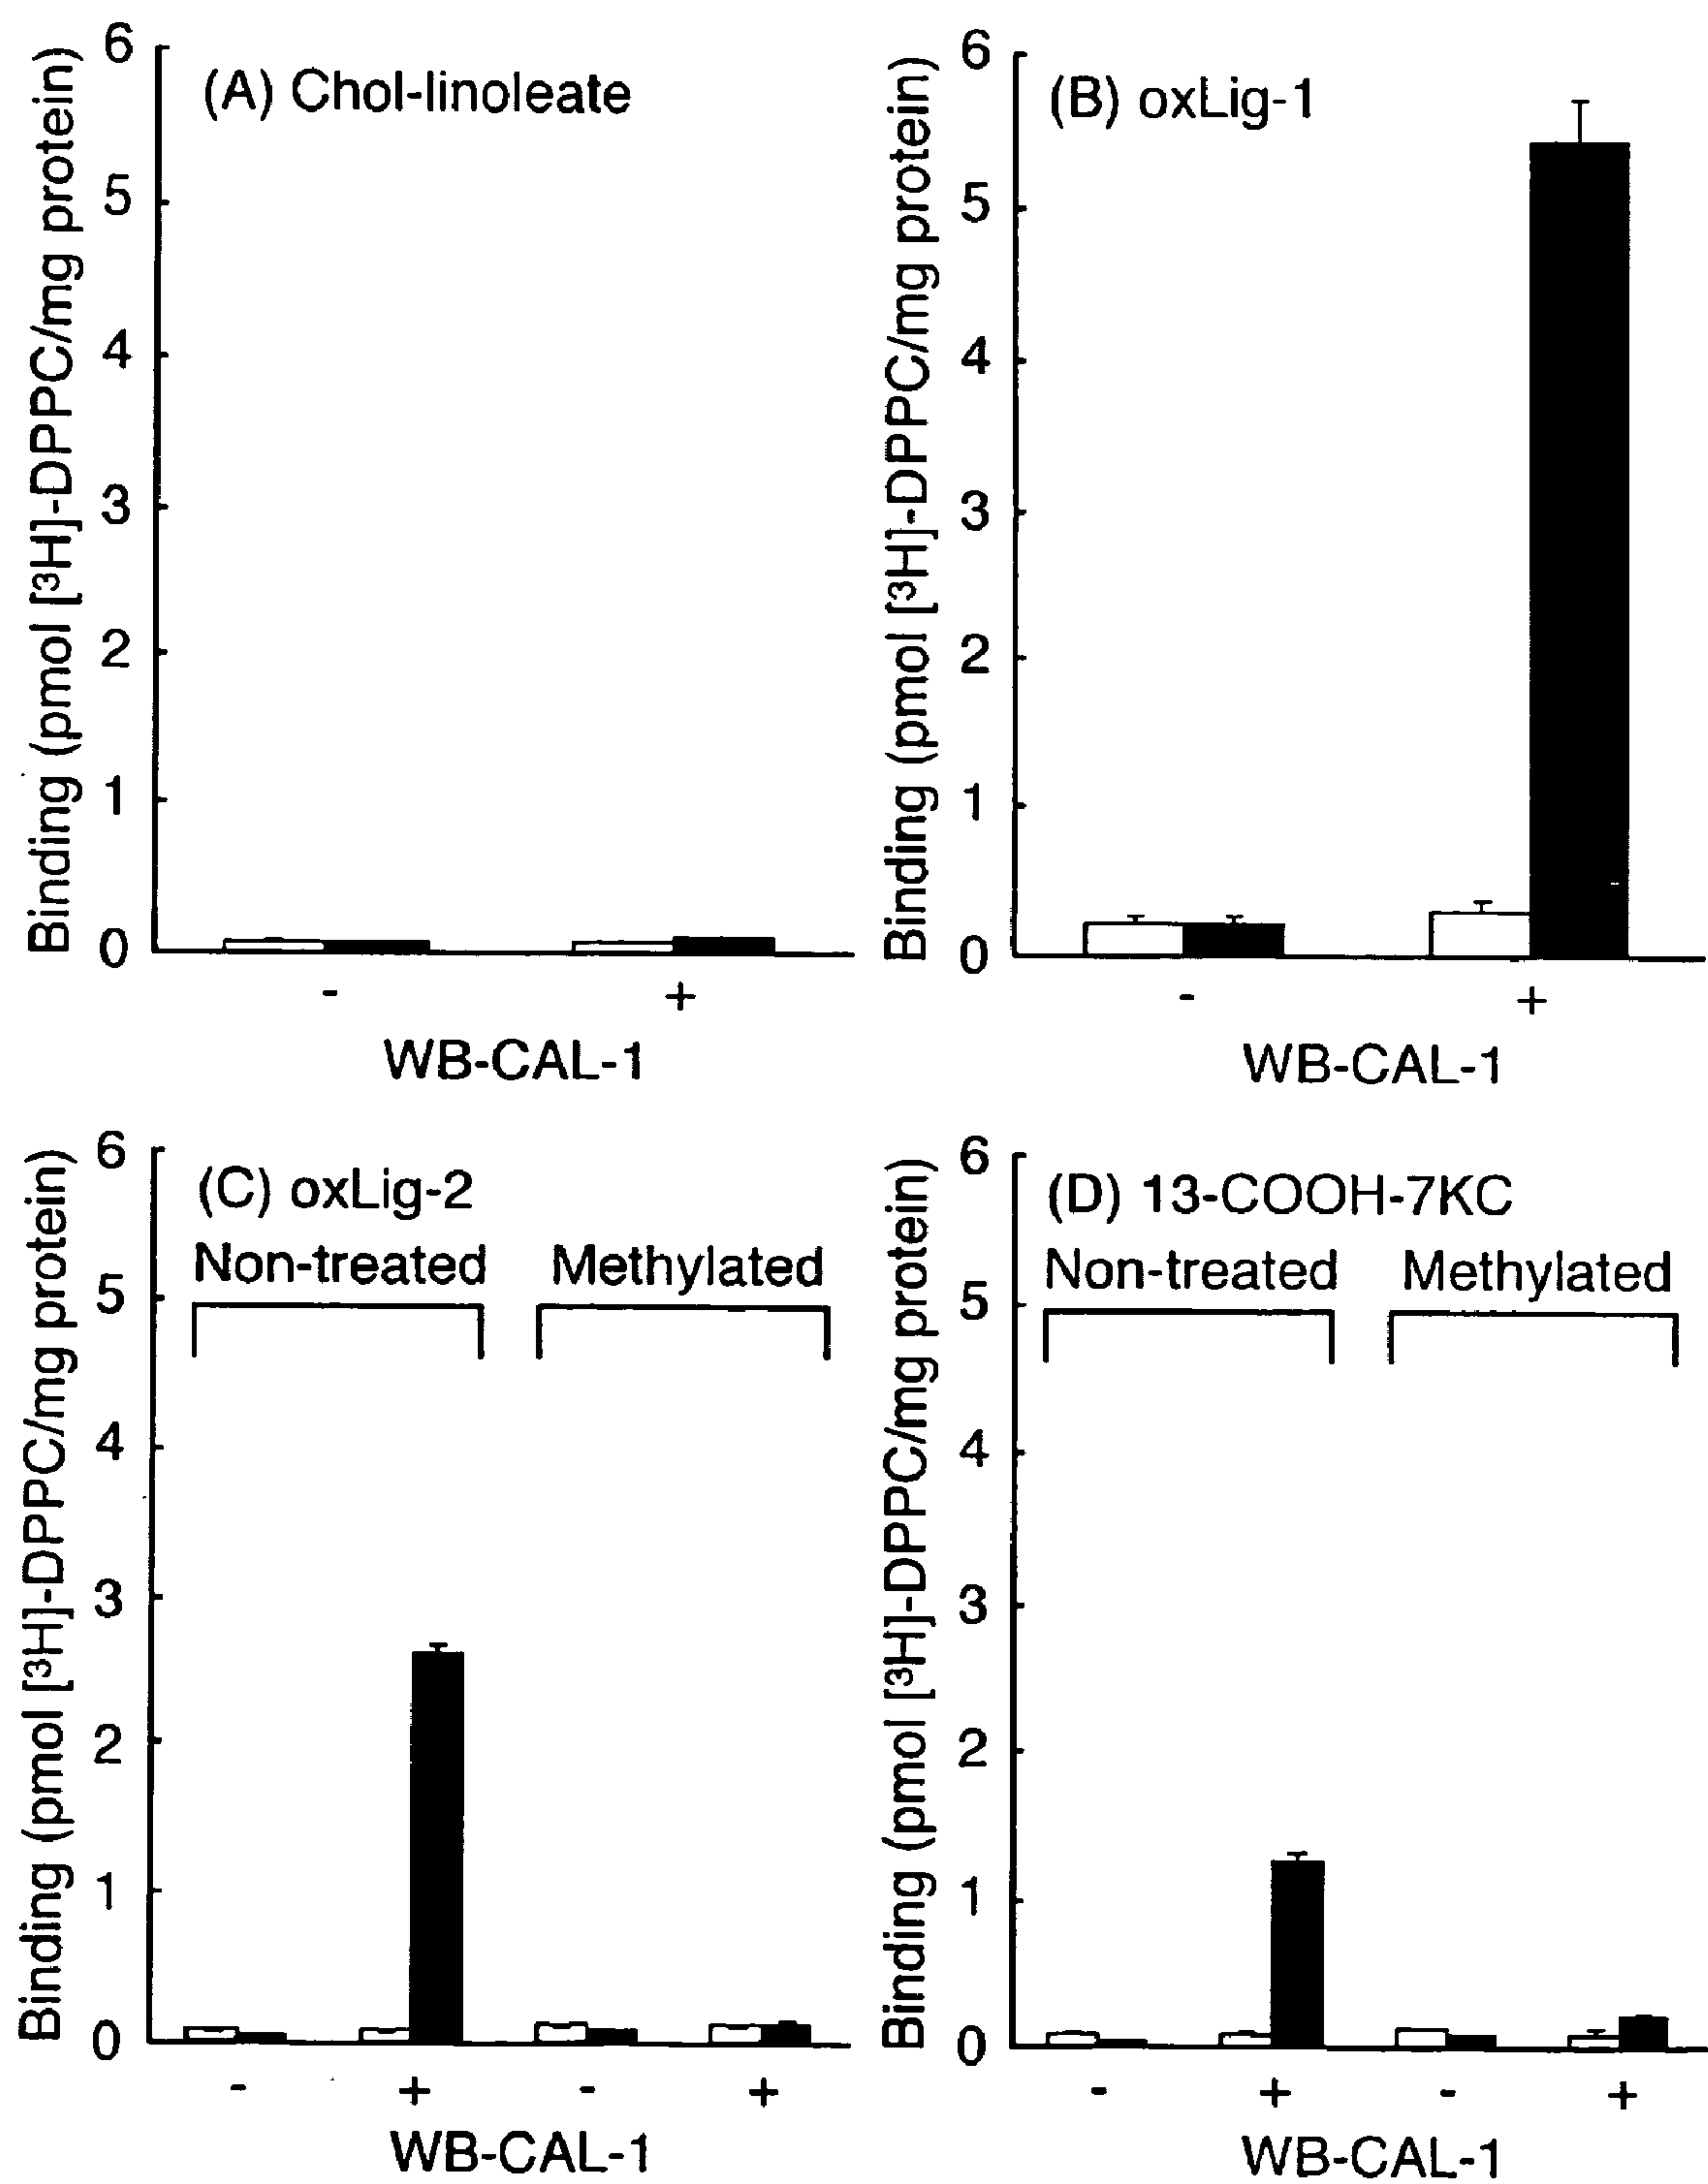 (A) Chol-linoleate
Binding (pmol [³H]-DPPC/mg protein)
6
5
4
3
2
1
0
- +
WB-CAL-1
(B) oxLig-1
Binding (pmol [³H]-DPPC/mg protein)
6
5
4
3
2
1
0
- +
WB-CAL-1
(C) oxLig-2
Non-treated Methylated
Binding (pmol [³H]-DPPC/mg protein)
6
5
4
3
2
1
0
- + - +
WB-CAL-1
(D) 13-COOH-7KC
Non-treated Methylated
Binding (pmol [³H]-DPPC/mg protein)
6
5
4
3
2
1
0
- + - +
WB-CAL-1